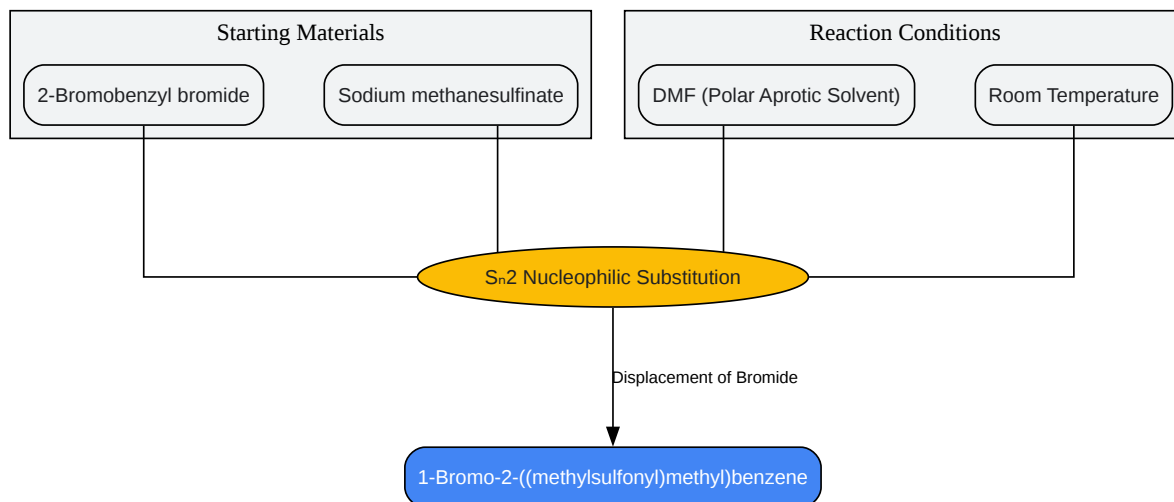 Starting Materials
Reaction Conditions
2-Bromobenzyl bromide
Sodium methanesulfinate
DMF (Polar Aprotic Solvent)
Room Temperature
Sₙ2 Nucleophilic Substitution
Displacement of Bromide
1-Bromo-2-((methylsulfonyl)methyl)benzene